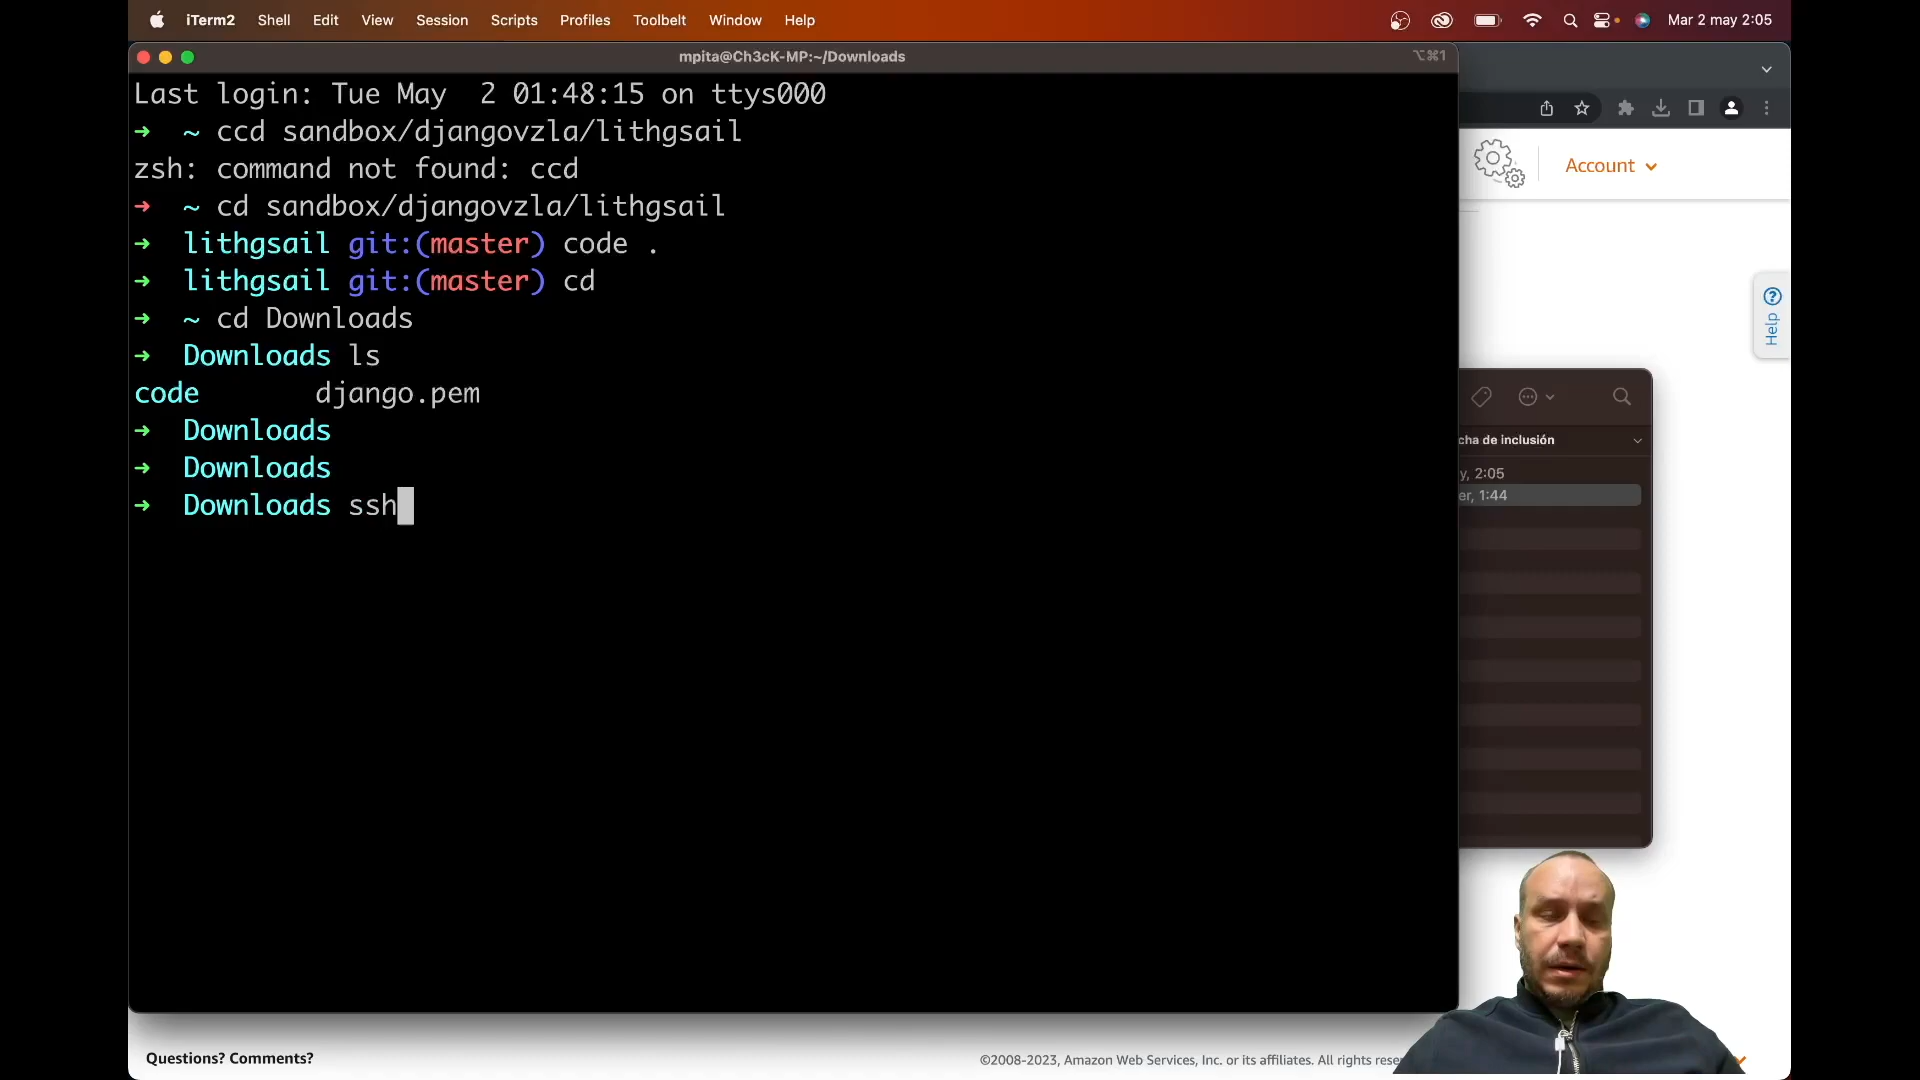 iTerm2 Shell Edit View Session Scripts Profiles Toolbelt Window Help Mar 2 may 2:05
mpita@Ch3cK-MP:~/Downloads ⌥⌘1
Last login: Tue May  2 01:48:15 on ttys000
➜  ~ ccd sandbox/djangovzla/lithgsail
zsh: command not found: ccd
➜  ~ cd sandbox/djangovzla/lithgsail
➜  lithgsail git:(master) code .
➜  lithgsail git:(master) cd
➜  ~ cd Downloads
➜  Downloads ls
code       django.pem
➜  Downloads
➜  Downloads
➜  Downloads ssh
Account
Help
cha de inclusión
y, 2:05
er, 1:44
Questions? Comments?
©2008-2023, Amazon Web Services, Inc. or its affiliates. All rights rese